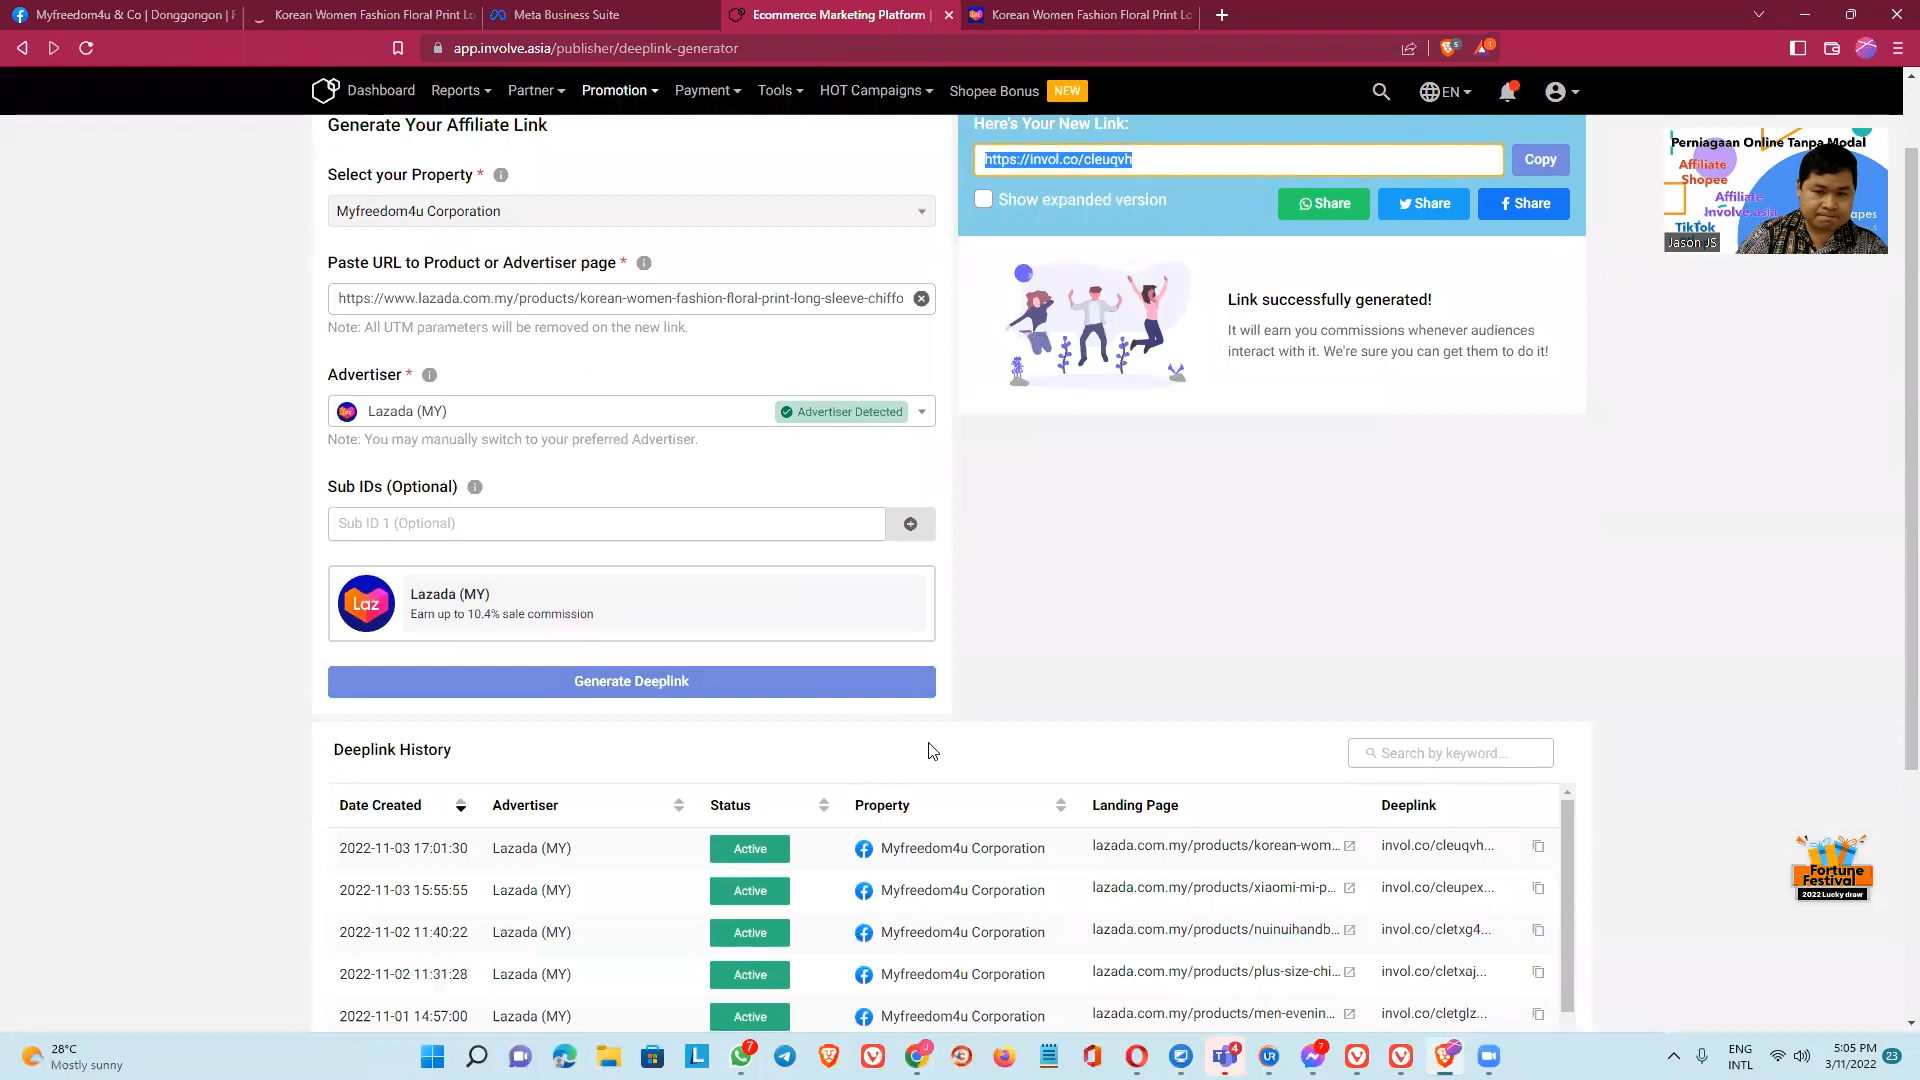 Myfreedom4u & Co | Donggongon | F
Korean Women Fashion Floral Print Lo
Meta Business Suite
Ecommerce Marketing Platform |
Korean Women Fashion Floral Print Lo
app.involve.asia/publisher/deeplink-generator
Dashboard Reports Partner Promotion Payment Tools HOT Campaigns Shopee Bonus NEW EN
Generate Your Affiliate Link
Select your Property *
Myfreedom4u Corporation
Paste URL to Product or Advertiser page *
https://www.lazada.com.my/products/korean-women-fashion-floral-print-long-sleeve-chiffo
Note: All UTM parameters will be removed on the new link.
Advertiser *
Lazada (MY) Advertiser Detected
Note: You may manually switch to your preferred Advertiser.
Sub IDs (Optional)
Sub ID 1 (Optional)
Laz
Lazada (MY)
Earn up to 10.4% sale commission
Generate Deeplink
Here's Your New Link:
https://invol.co/cleuqvh Copy
Show expanded version Share Share Share
Link successfully generated!
It will earn you commissions whenever audiences
interact with it. We're sure you can get them to do it!
Perniagaan Online Tanpa Modal
Affiliate
Shopee
Affiliate
Involve.asia
TikTok
apes
Jason JS
Deeplink History
Search by keyword...
Date Created Advertiser Status Property Landing Page Deeplink
2022-11-03 17:01:30 Lazada (MY) Active Myfreedom4u Corporation lazada.com.my/products/korean-wom... invol.co/cleuqvh...
2022-11-03 15:55:55 Lazada (MY) Active Myfreedom4u Corporation lazada.com.my/products/xiaomi-mi-p... invol.co/cleupex...
2022-11-02 11:40:22 Lazada (MY) Active Myfreedom4u Corporation lazada.com.my/products/nuinuihandb... invol.co/cletxg4...
2022-11-02 11:31:28 Lazada (MY) Active Myfreedom4u Corporation lazada.com.my/products/plus-size-chi... invol.co/cletxaj...
2022-11-01 14:57:00 Lazada (MY) Active Myfreedom4u Corporation lazada.com.my/products/men-evenin... invol.co/cletglz...
Fortune
Festival
2022 Lucky draw
28°C
Mostly sunny
7
4
7
ENG
INTL
5:05 PM
3/11/2022
23